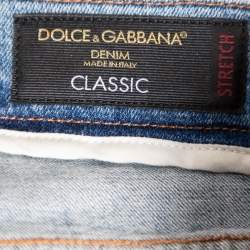 DOLCE & GABBANA®
DENIM
MADE IN ITALY
CLASSIC
STRETCH